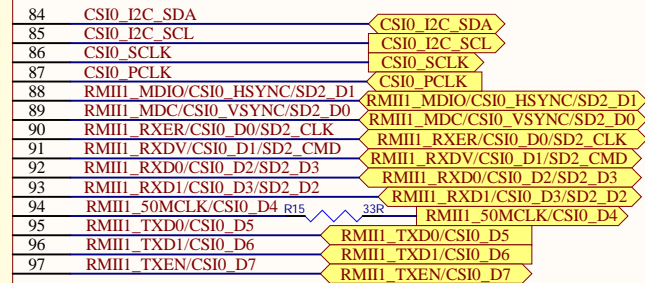 84 CSI0_I2C_SDA CSI0_I2C_SDA
85 CSI0_I2C_SCL CSI0_I2C_SCL
86 CSI0_SCLK CSI0_SCLK
87 CSI0_PCLK CSI0_PCLK
88 RMII1_MDIO/CSI0_HSYNC/SD2_D1 RMII1_MDIO/CSI0_HSYNC/SD2_D1
89 RMII1_MDC/CSI0_VSYNC/SD2_D0 RMII1_MDC/CSI0_VSYNC/SD2_D0
90 RMII1_RXER/CSI0_D0/SD2_CLK RMII1_RXER/CSI0_D0/SD2_CLK
91 RMII1_RXDV/CSI0_D1/SD2_CMD RMII1_RXDV/CSI0_D1/SD2_CMD
92 RMII1_RXD0/CSI0_D2/SD2_D3 RMII1_RXD0/CSI0_D2/SD2_D3
93 RMII1_RXD1/CSI0_D3/SD2_D2 RMII1_RXD1/CSI0_D3/SD2_D2
94 RMII1_50MCLK/CSI0_D4 R15 33R RMII1_50MCLK/CSI0_D4
95 RMII1_TXD0/CSI0_D5 RMII1_TXD0/CSI0_D5
96 RMII1_TXD1/CSI0_D6 RMII1_TXD1/CSI0_D6
97 RMII1_TXEN/CSI0_D7 RMII1_TXEN/CSI0_D7